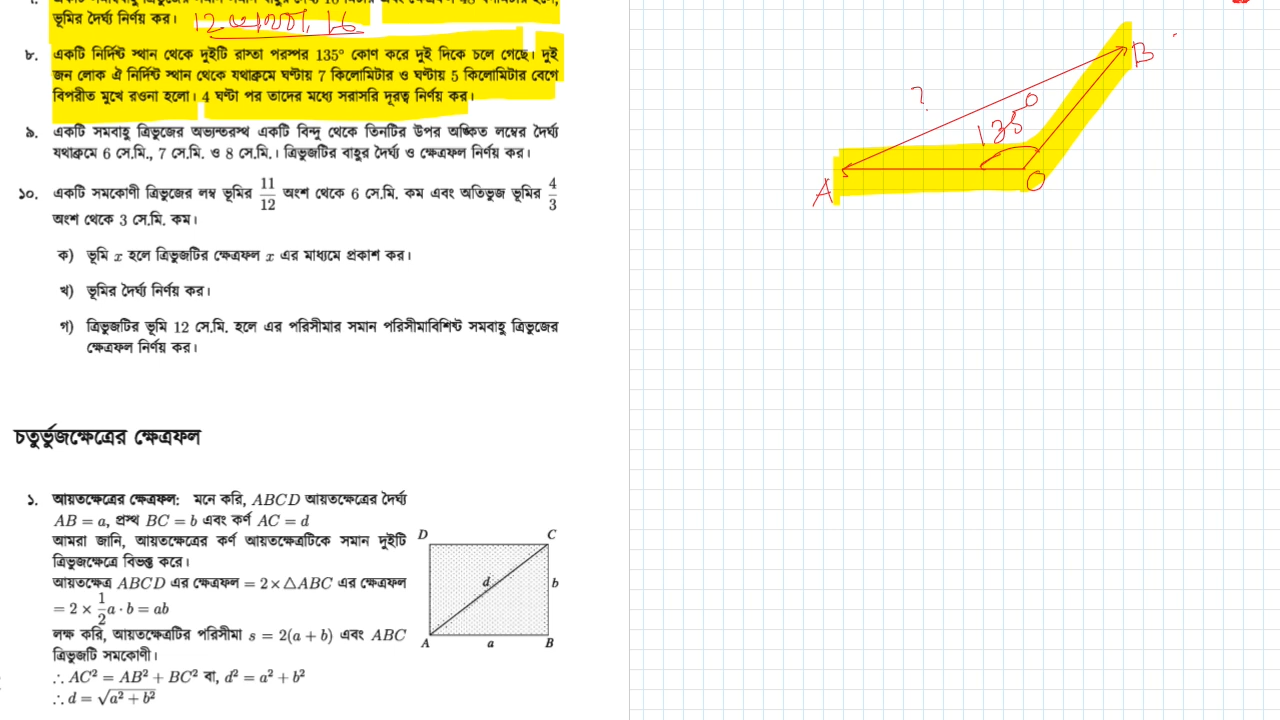 ভূমির দৈর্ঘ্য নির্ণয় কর।
৮. একটি নির্দিষ্ট স্থান থেকে দুইটি রাস্তা পরস্পর 135° কোণ করে দুই দিকে চলে গেছে। দুই
জন লোক ঐ নির্দিষ্ট স্থান থেকে যথাক্রমে ঘণ্টায় 7 কিলোমিটার ও ঘণ্টায় 5 কিলোমিটার বেগে
বিপরীত মুখে রওনা হলো। 4 ঘণ্টা পর তাদের মধ্যে সরাসরি দূরত্ব নির্ণয় কর।
৯. একটি সমবাহু ত্রিভুজের অভ্যন্তরস্থ একটি বিন্দু থেকে তিনটির উপর অঙ্কিত লম্বের দৈর্ঘ্য
যথাক্রমে 6 সে.মি., 7 সে.মি. ও 8 সে.মি.। ত্রিভুজটির বাহুর দৈর্ঘ্য ও ক্ষেত্রফল নির্ণয় কর।
১০. একটি সমকোণী ত্রিভুজের লম্ব ভূমির 11/12 অংশ থেকে 6 সে.মি. কম এবং অতিভুজ ভূমির 4/3
অংশ থেকে 3 সে.মি. কম।
ক) ভূমি x হলে ত্রিভুজটির ক্ষেত্রফল x এর মাধ্যমে প্রকাশ কর।
খ) ভূমির দৈর্ঘ্য নির্ণয় কর।
গ) ত্রিভুজটির ভূমি 12 সে.মি. হলে এর পরিসীমার সমান পরিসীমাবিশিষ্ট সমবাহু ত্রিভুজের
ক্ষেত্রফল নির্ণয় কর।
চতুর্ভুজক্ষেত্রের ক্ষেত্রফল
১. আয়তক্ষেত্রের ক্ষেত্রফল: মনে করি, ABCD আয়তক্ষেত্রের দৈর্ঘ্য
AB = a, প্রস্থ BC = b এবং কর্ণ AC = d
আমরা জানি, আয়তক্ষেত্রের কর্ণ আয়তক্ষেত্রটিকে সমান দুইটি
ত্রিভুজক্ষেত্রে বিভক্ত করে।
আয়তক্ষেত্র ABCD এর ক্ষেত্রফল = 2 × △ABC এর ক্ষেত্রফল
= 2 × 1/2 a · b = ab
লক্ষ করি, আয়তক্ষেত্রটির পরিসীমা s = 2(a + b) এবং ABC
ত্রিভুজটি সমকোণী।
∴ AC² = AB² + BC² বা, d² = a² + b²
∴ d = √(a² + b²)
D C
d b
A a B
B
?
135°
A O